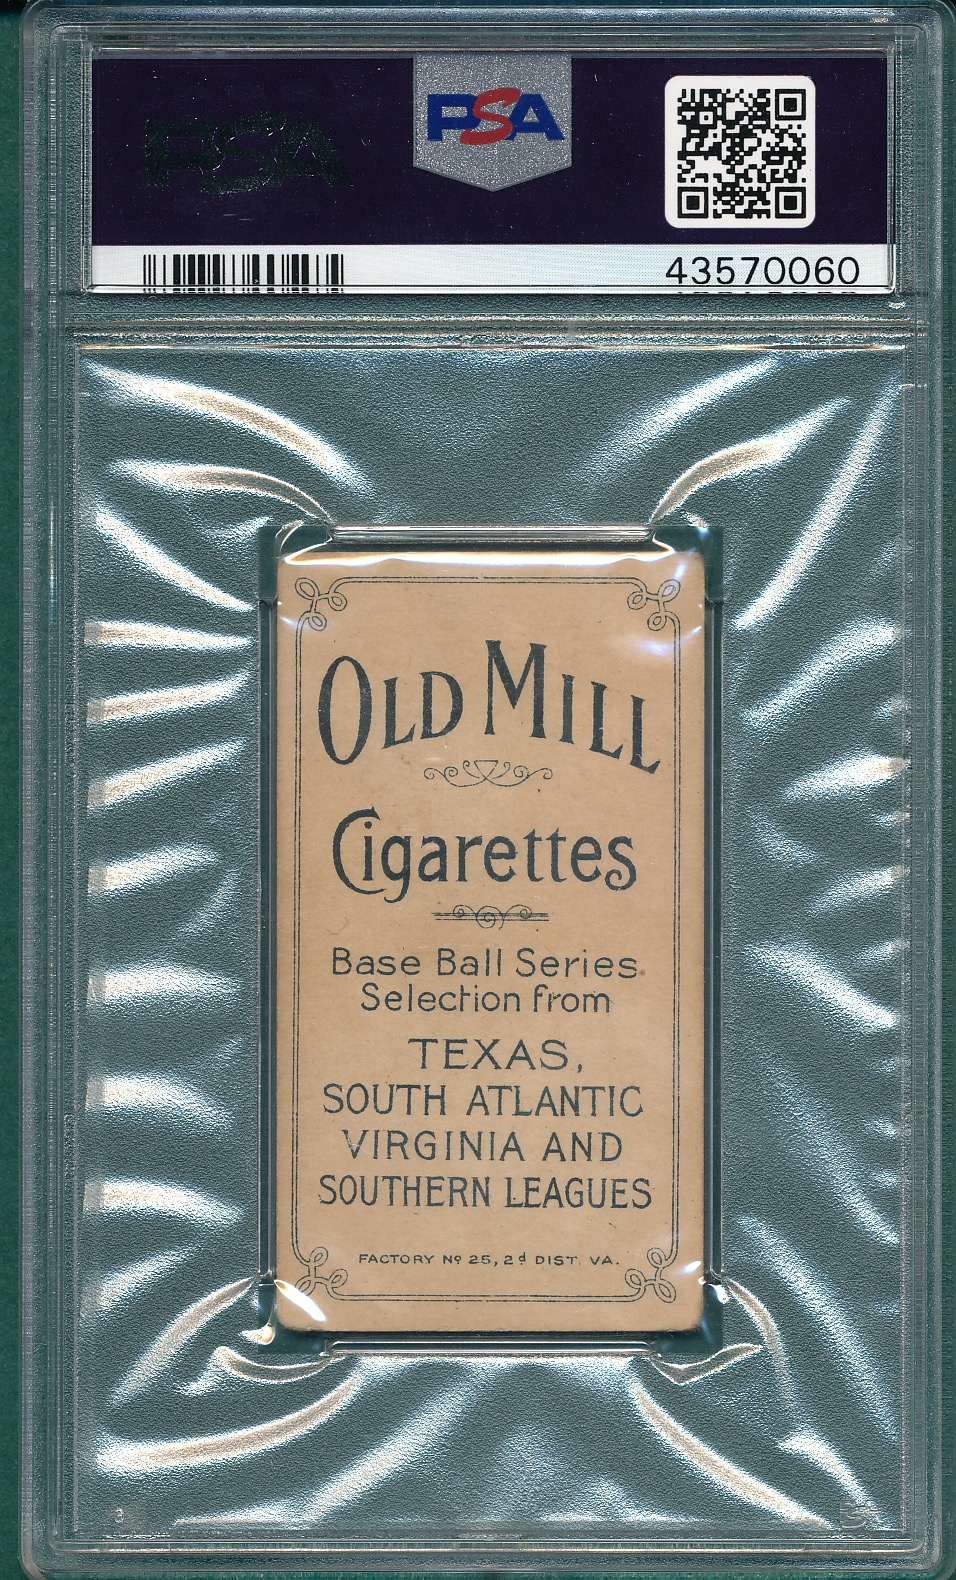 PSA
PSA
43570060
OLD MILL
Cigarettes
Base Ball Series.
Selection from
TEXAS,
SOUTH ATLANTIC
VIRGINIA AND
SOUTHERN LEAGUES
FACTORY Nº 25, 2d DIST. VA.